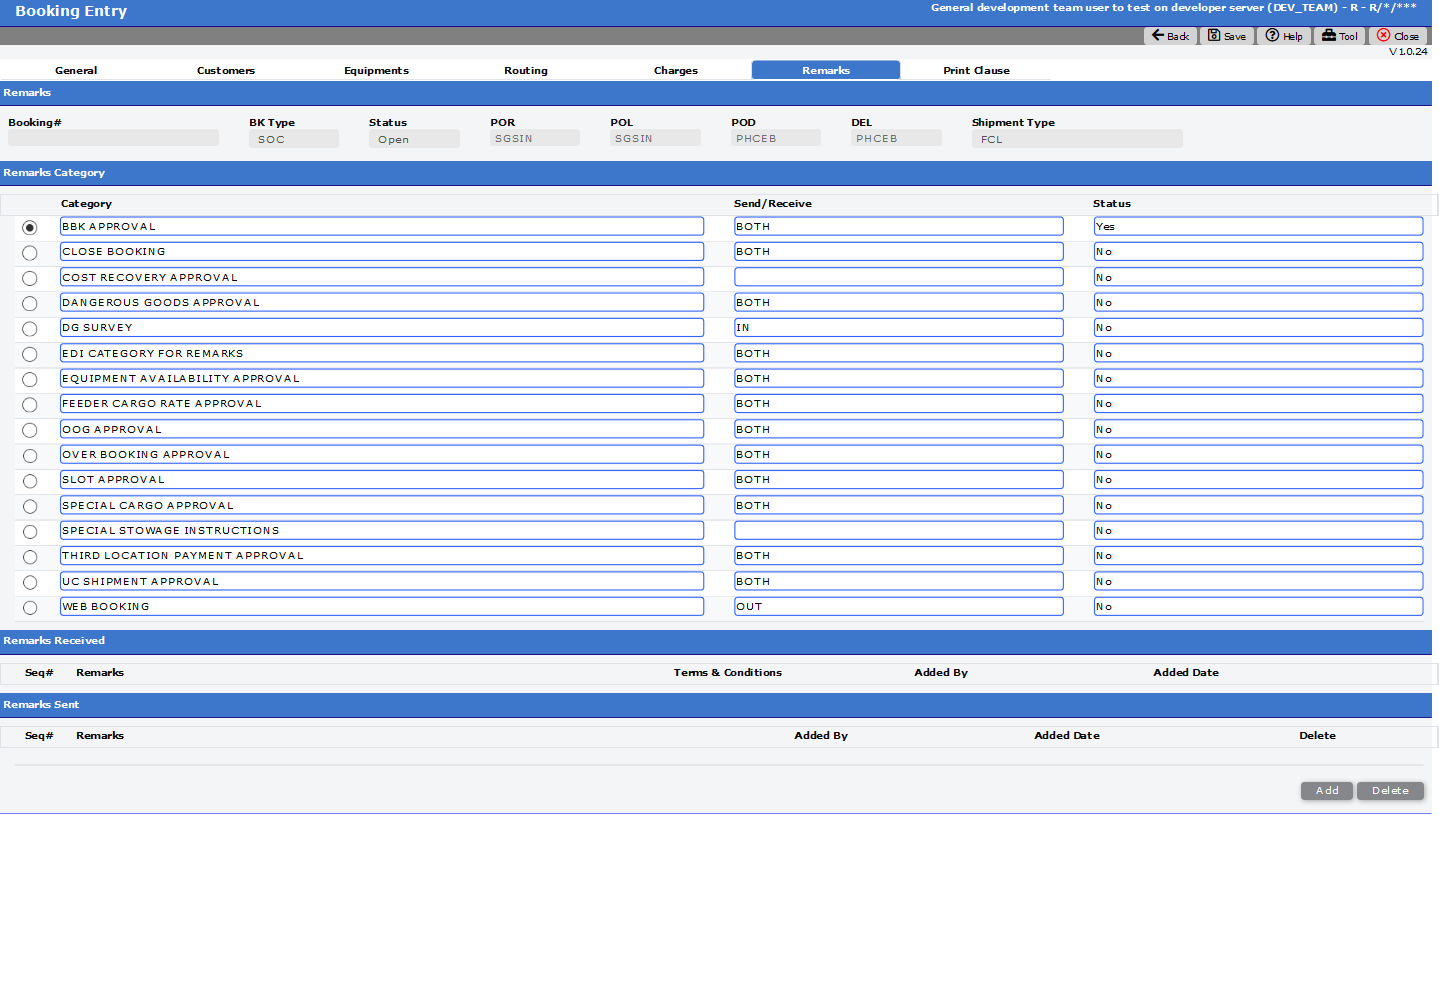 Booking Entry
General development team user to test on developer server (DEV_TEAM) - R - R/*/***
Back Save Help Tool Close
V 1.0.24
General Customers Equipments Routing Charges Remarks Print Clause
Remarks
Booking# BK Type Status POR POL POD DEL Shipment Type
SOC Open SGSIN SGSIN PHCEB PHCEB FCL
Remarks Category
Category Send/Receive Status
BBK APPROVAL BOTH Yes
CLOSE BOOKING BOTH No
COST RECOVERY APPROVAL No
DANGEROUS GOODS APPROVAL BOTH No
DG SURVEY IN No
EDI CATEGORY FOR REMARKS BOTH No
EQUIPMENT AVAILABILITY APPROVAL BOTH No
FEEDER CARGO RATE APPROVAL BOTH No
OOG APPROVAL BOTH No
OVER BOOKING APPROVAL BOTH No
SLOT APPROVAL BOTH No
SPECIAL CARGO APPROVAL BOTH No
SPECIAL STOWAGE INSTRUCTIONS No
THIRD LOCATION PAYMENT APPROVAL BOTH No
UC SHIPMENT APPROVAL BOTH No
WEB BOOKING OUT No
Remarks Received
Seq# Remarks Terms & Conditions Added By Added Date
Remarks Sent
Seq# Remarks Added By Added Date Delete
Add Delete